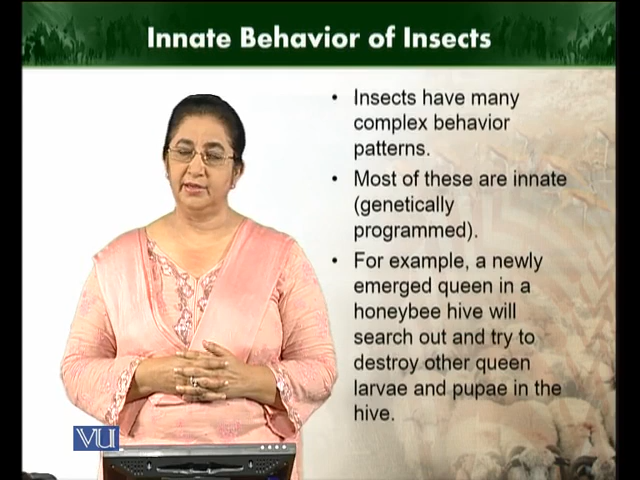 Innate Behavior of Insects
• Insects have many
complex behavior
patterns.
• Most of these are innate
(genetically
programmed).
• For example, a newly
emerged queen in a
honeybee hive will
search out and try to
destroy other queen
larvae and pupae in the
hive.
VU